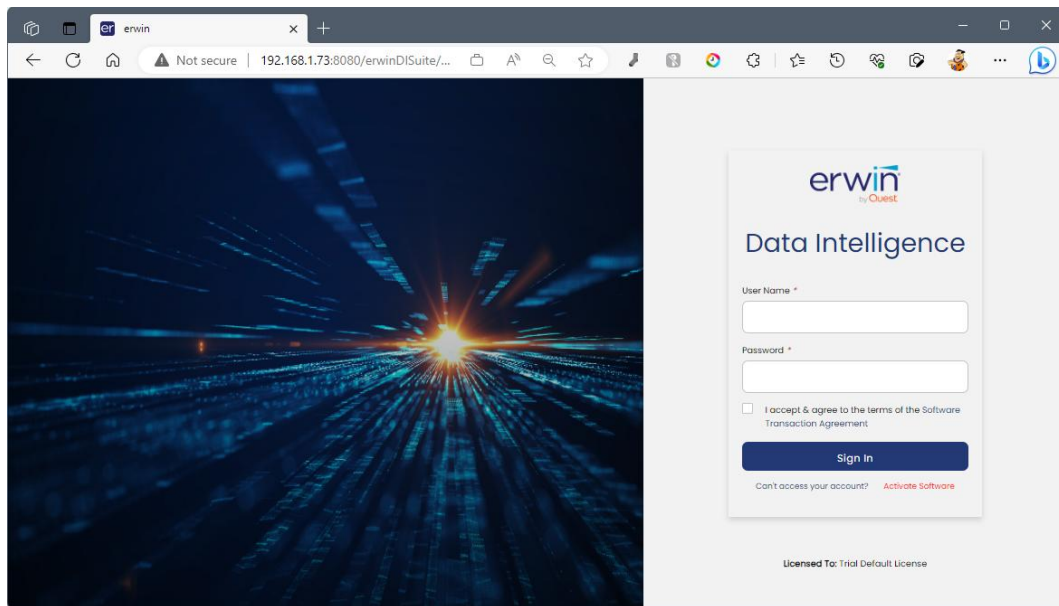 er erwin
Not secure 192.168.1.73:8080/erwinDISuite/...
erwin
by Quest
Data Intelligence
User Name *
Password *
I accept & agree to the terms of the Software
Transaction Agreement
Sign In
Can't access your account? Activate Software
Licensed To: Trial Default License